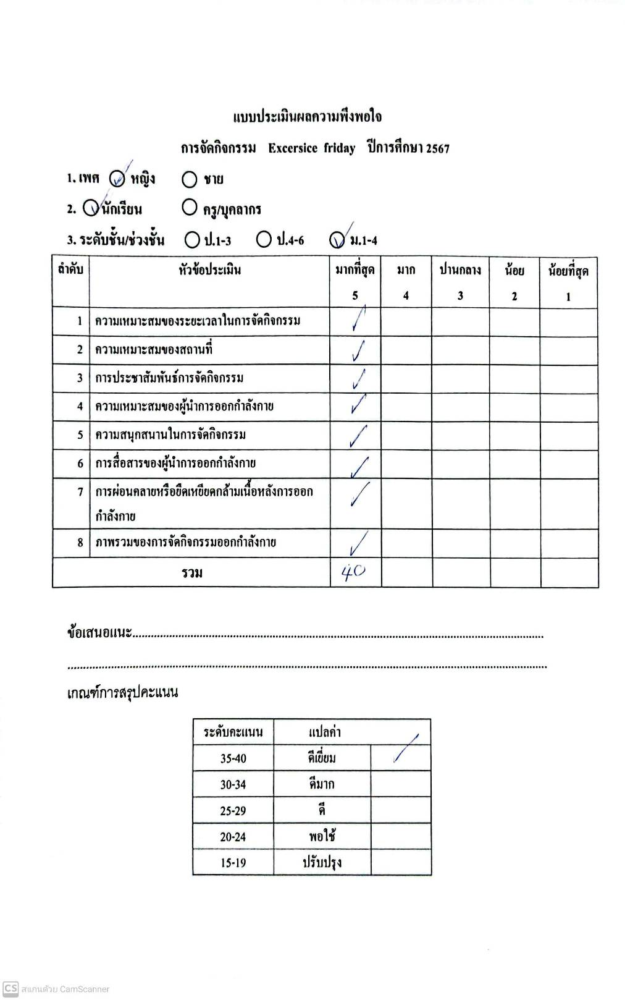 แบบประเมินผลความพึงพอใจ
การจัดกิจกรรม Excersice friday ปีการศึกษา 2567
1. เพศ หญิง ชาย
2. นักเรียน ครู/บุคลากร
3. ระดับชั้น/ช่วงชั้น ป.1-3 ป.4-6 ม.1-4
ลำดับ หัวข้อประเมิน มากที่สุด มาก ปานกลาง น้อย น้อยที่สุด
5 4 3 2 1
1 ความเหมาะสมของระยะเวลาในการจัดกิจกรรม
2 ความเหมาะสมของสถานที่
3 การประชาสัมพันธ์การจัดกิจกรรม
4 ความเหมาะสมของผู้นำการออกกำลังกาย
5 ความสนุกสนานในการจัดกิจกรรม
6 การสื่อสารของผู้นำการออกกำลังกาย
7 การผ่อนคลายหรือยืดเหยียดกล้ามเนื้อหลังการออก
กำลังกาย
8 ภาพรวมของการจัดกิจกรรมออกกำลังกาย
รวม 40
ข้อเสนอแนะ
เกณฑ์การสรุปคะแนน
ระดับคะแนน แปลค่า
35-40 ดีเยี่ยม
30-34 ดีมาก
25-29 ดี
20-24 พอใช้
15-19 ปรับปรุง
CS สแกนด้วย CamScanner